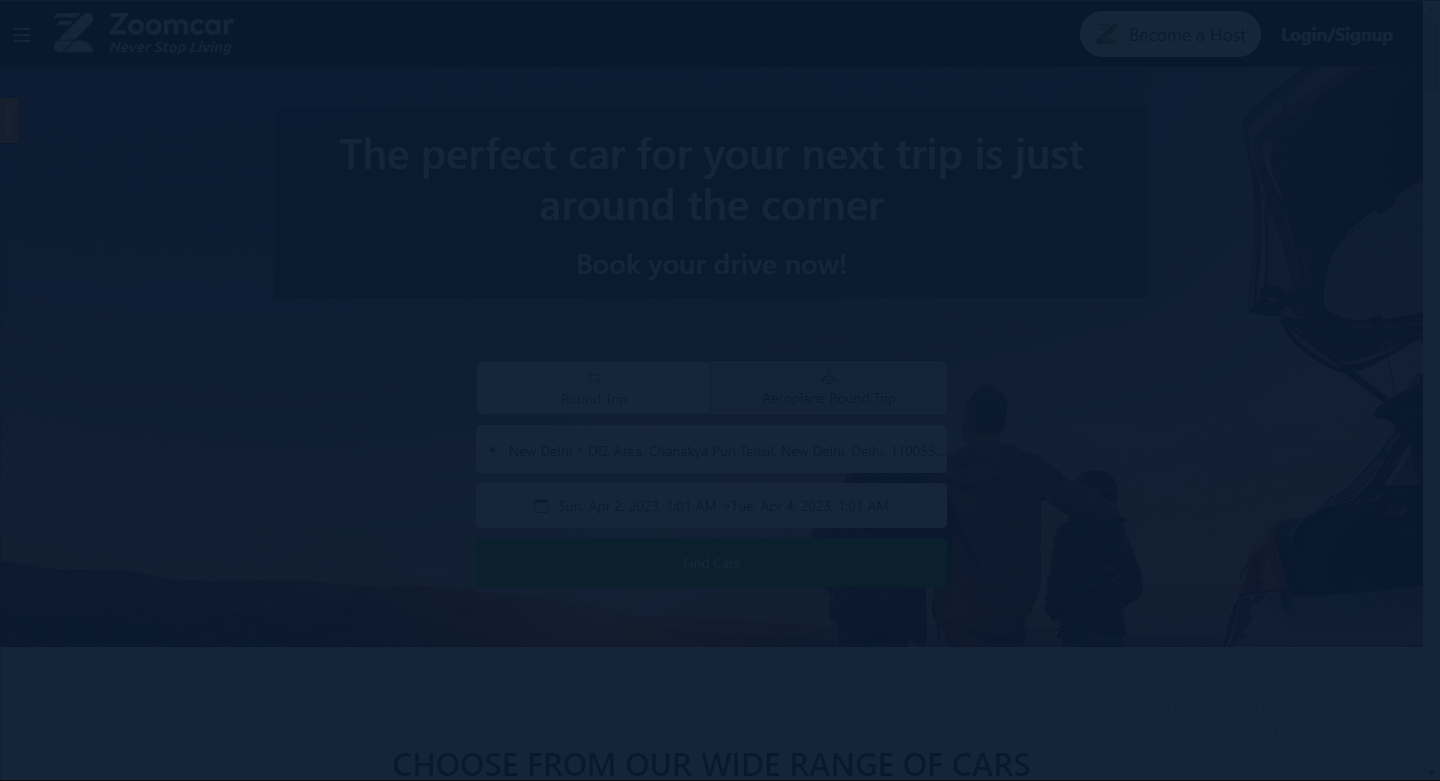 Zoomcar
Never Stop Living
Become a Host
Login/Signup
The perfect car for your next trip is just
around the corner
Book your drive now!
Round Trip
Aeroplane Round Trip
New Delhi - DIZ Area, Chanakya Puri Tehsil, New Delhi, Delhi, 110055...
Sun, Apr 2, 2023, 1:01 AM
Tue, Apr 4, 2023, 1:01 AM
Find Cars
Activate Windows
CHOOSE FROM OUR WIDE RANGE OF CARS